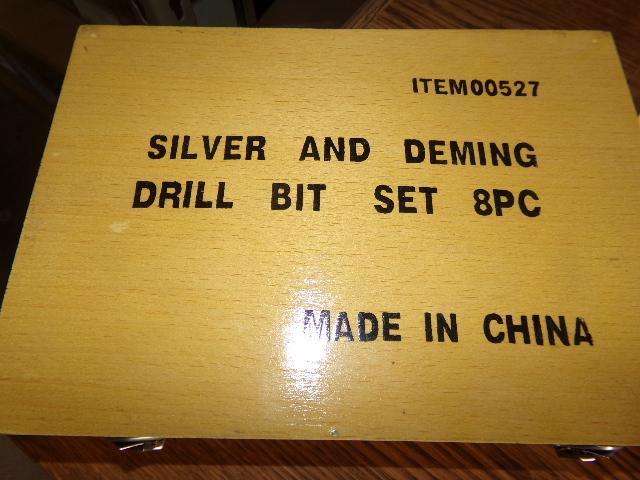 ITEM00527
SILVER AND DEMING
DRILL BIT SET 8PC
MADE IN CHINA